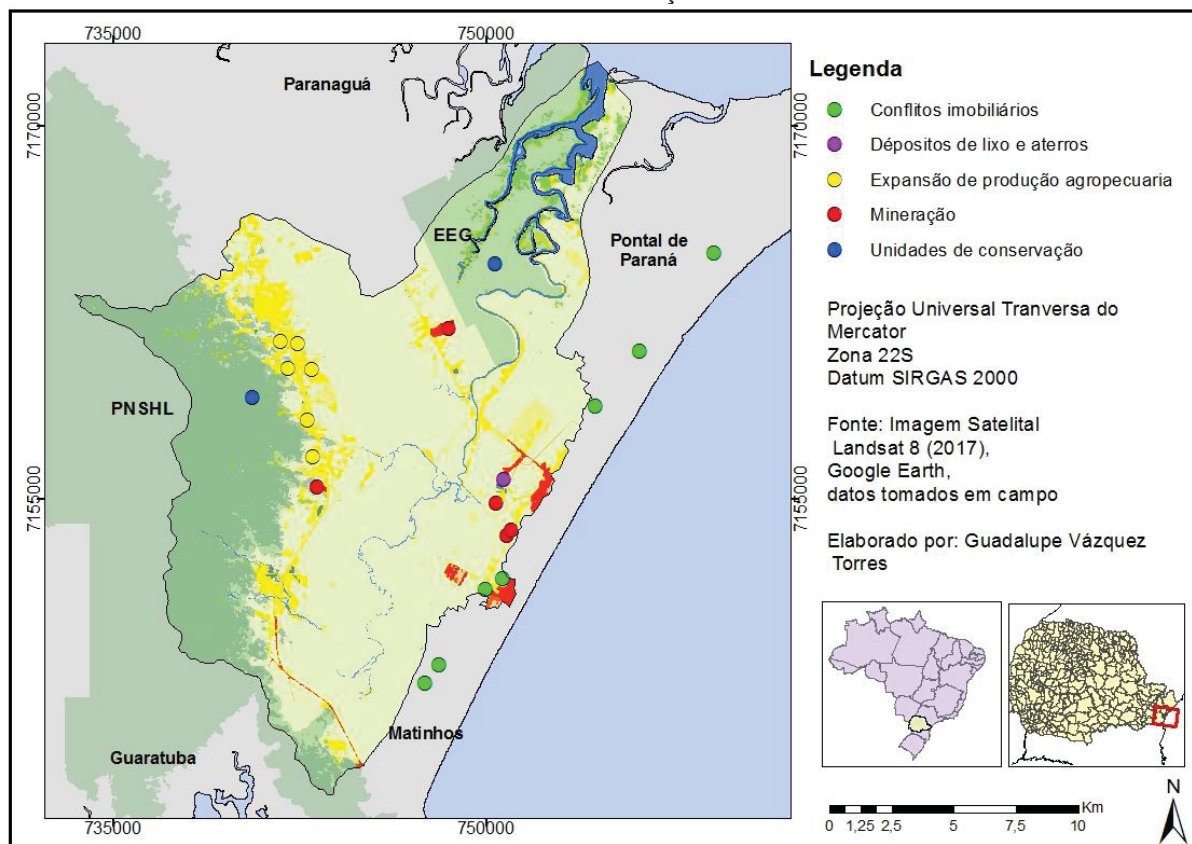 735000 750000
Paranaguá
7170000
7170000
EEG
Pontal de
Paraná
PNSHL
7155000
7155000
Matinhos
Guaratuba
735000 750000
Legenda
Conflitos imobiliários
Dépositos de lixo e aterros
Expansão de produção agropecuaria
Mineração
Unidades de conservação
Projeção Universal Tranversa do
Mercator
Zona 22S
Datum SIRGAS 2000
Fonte: Imagem Satelital
Landsat 8 (2017),
Google Earth,
datos tomados em campo
Elaborado por: Guadalupe Vázquez
Torres
N
Km
0 1,25 2,5 5 7,5 10